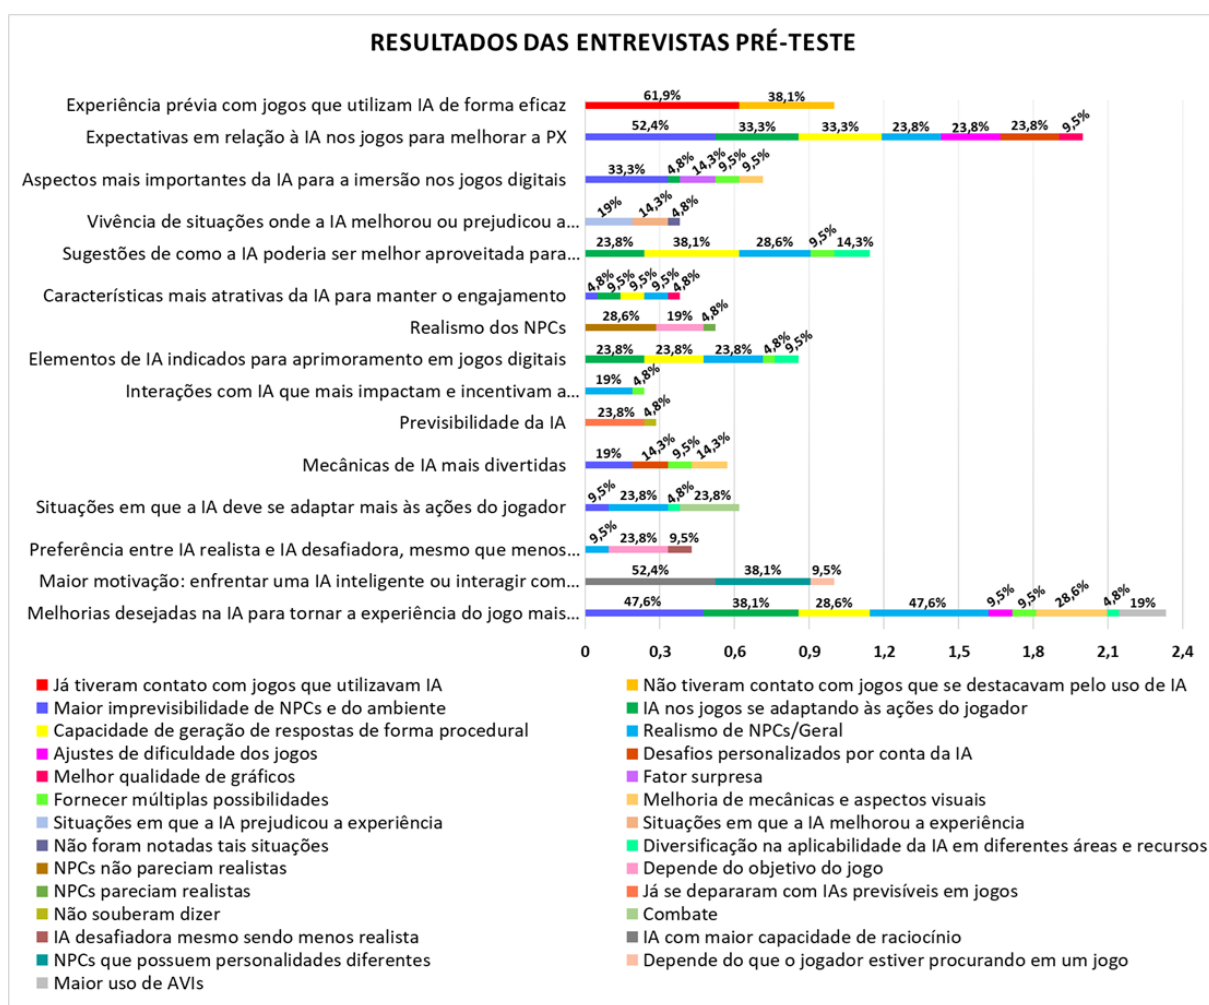 RESULTADOS DAS ENTREVISTAS PRÉ-TESTE
Experiência prévia com jogos que utilizam IA de forma eficaz
61,9% 38,1%
Expectativas em relação à IA nos jogos para melhorar a PX
52,4% 33,3% 33,3% 23,8% 23,8% 23,8% 9,5%
Aspectos mais importantes da IA para a imersão nos jogos digitais
33,3% 4,8% 14,3% 9,5% 9,5%
Vivência de situações onde a IA melhorou ou prejudicou a...
19% 14,3% 4,8%
Sugestões de como a IA poderia ser melhor aproveitada para...
23,8% 38,1% 28,6% 9,5% 14,3%
Características mais atrativas da IA para manter o engajamento
4,8% 9,5% 9,5% 9,5% 4,8%
Realismo dos NPCs
28,6% 19% 4,8%
Elementos de IA indicados para aprimoramento em jogos digitais
23,8% 23,8% 23,8% 4,8% 9,5%
Interações com IA que mais impactam e incentivam a...
19% 4,8%
Previsibilidade da IA
23,8% 4,8%
Mecânicas de IA mais divertidas
19% 14,3% 9,5% 14,3%
Situações em que a IA deve se adaptar mais às ações do jogador
9,5% 23,8% 4,8% 23,8%
Preferência entre IA realista e IA desafiadora, mesmo que menos...
9,5% 23,8% 9,5%
Maior motivação: enfrentar uma IA inteligente ou interagir com...
52,4% 38,1% 9,5%
Melhorias desejadas na IA para tornar a experiência do jogo mais...
47,6% 38,1% 28,6% 47,6% 9,5% 9,5% 28,6% 4,8% 19%
0 0,3 0,6 0,9 1,2 1,5 1,8 2,1 2,4
Já tiveram contato com jogos que utilizavam IA
Não tiveram contato com jogos que se destacavam pelo uso de IA
Maior imprevisibilidade de NPCs e do ambiente
IA nos jogos se adaptando às ações do jogador
Capacidade de geração de respostas de forma procedural
Realismo de NPCs/Geral
Ajustes de dificuldade dos jogos
Desafios personalizados por conta da IA
Melhor qualidade de gráficos
Fator surpresa
Fornecer múltiplas possibilidades
Melhoria de mecânicas e aspectos visuais
Situações em que a IA prejudicou a experiência
Situações em que a IA melhorou a experiência
Não foram notadas tais situações
Diversificação na aplicabilidade da IA em diferentes áreas e recursos
NPCs não pareciam realistas
Depende do objetivo do jogo
NPCs pareciam realistas
Já se depararam com IAs previsíveis em jogos
Não souberam dizer
Combate
IA desafiadora mesmo sendo menos realista
IA com maior capacidade de raciocínio
NPCs que possuem personalidades diferentes
Depende do que o jogador estiver procurando em um jogo
Maior uso de AVIs